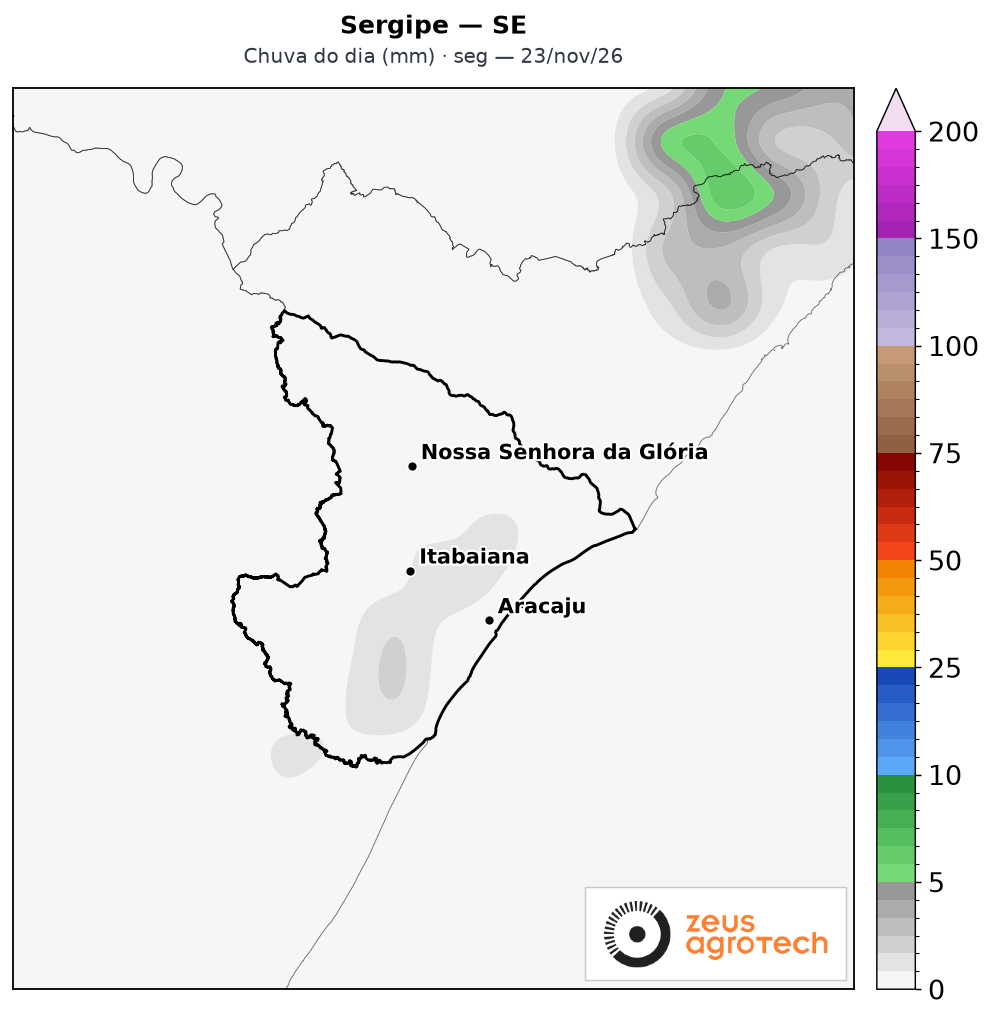 Sergipe — SE
Chuva do dia (mm) · seg — 23/nov/26
200
150
100
75
50
25
10
5
0
Nossa Senhora da Glória
Itabaiana
Aracaju
zeus
agrotech